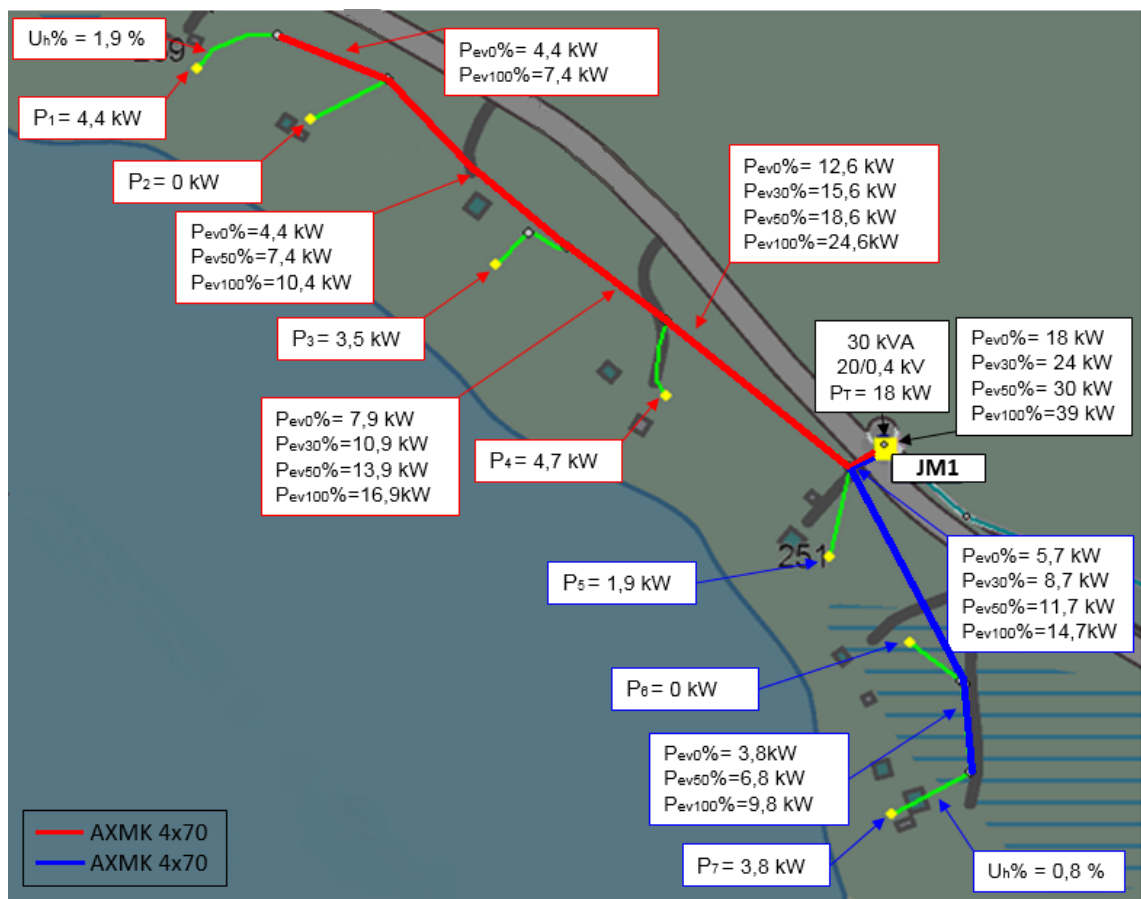 Uh% = 1,9 %
Pev0%= 4,4 kW
Pev100%=7,4 kW
P1 = 4,4 kW
P2 = 0 kW
Pev0%= 12,6 kW
Pev30%=15,6 kW
Pev50%=18,6 kW
Pev100%=24,6kW
Pev0%=4,4 kW
Pev50%=7,4 kW
Pev100%=10,4 kW
P3 = 3,5 kW
30 kVA
20/0,4 kV
PT = 18 kW
Pev0%= 18 kW
Pev30%= 24 kW
Pev50%= 30 kW
Pev100%=39 kW
Pev0%= 7,9 kW
Pev30%=10,9 kW
Pev50%=13,9 kW
Pev100%=16,9kW
P4 = 4,7 kW
JM1
251
P5 = 1,9 kW
Pev0%= 5,7 kW
Pev30%= 8,7 kW
Pev50%=11,7 kW
Pev100%=14,7kW
P6 = 0 kW
Pev0%= 3,8kW
Pev50%=6,8 kW
Pev100%=9,8 kW
AXMK 4x70
AXMK 4x70
P7 = 3,8 kW
Uh% = 0,8 %